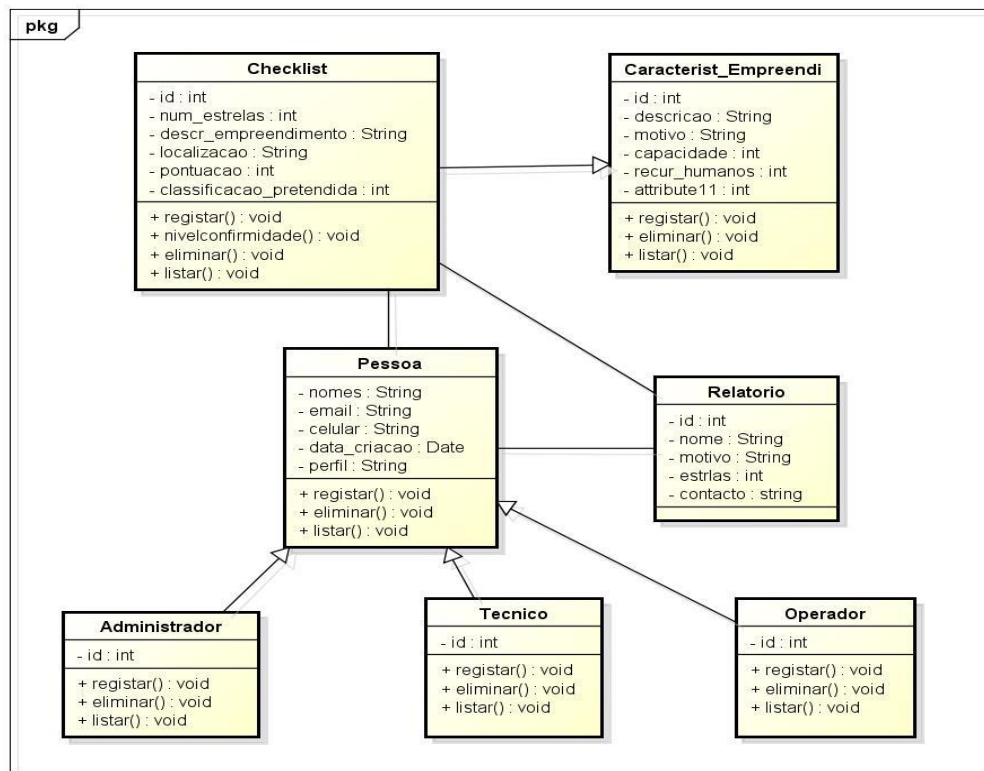 pkg
Checklist
- id : int
- num_estrelas : int
- descr_empreendimento : String
- localizacao : String
- pontuacao : int
- classificacao_pretendida : int
+ registar() : void
+ nivelconfirmidade() : void
+ eliminar() : void
+ listar() : void
Caracterist_Empreendi
- id : int
- descricao : String
- motivo : String
- capacidade : int
- recur_humanos : int
- attribute11 : int
+ registar() : void
+ eliminar() : void
+ listar() : void
Pessoa
- nomes : String
- email : String
- celular : String
- data_criacao : Date
- perfil : String
+ registar() : void
+ eliminar() : void
+ listar() : void
Relatorio
- id : int
- nome : String
- motivo : String
- estrlas : int
- contacto : string
Administrador
- id : int
+ registar() : void
+ eliminar() : void
+ listar() : void
Tecnico
- id : int
+ registar() : void
+ eliminar() : void
+ listar() : void
Operador
- id : int
+ registar() : void
+ eliminar() : void
+ listar() : void